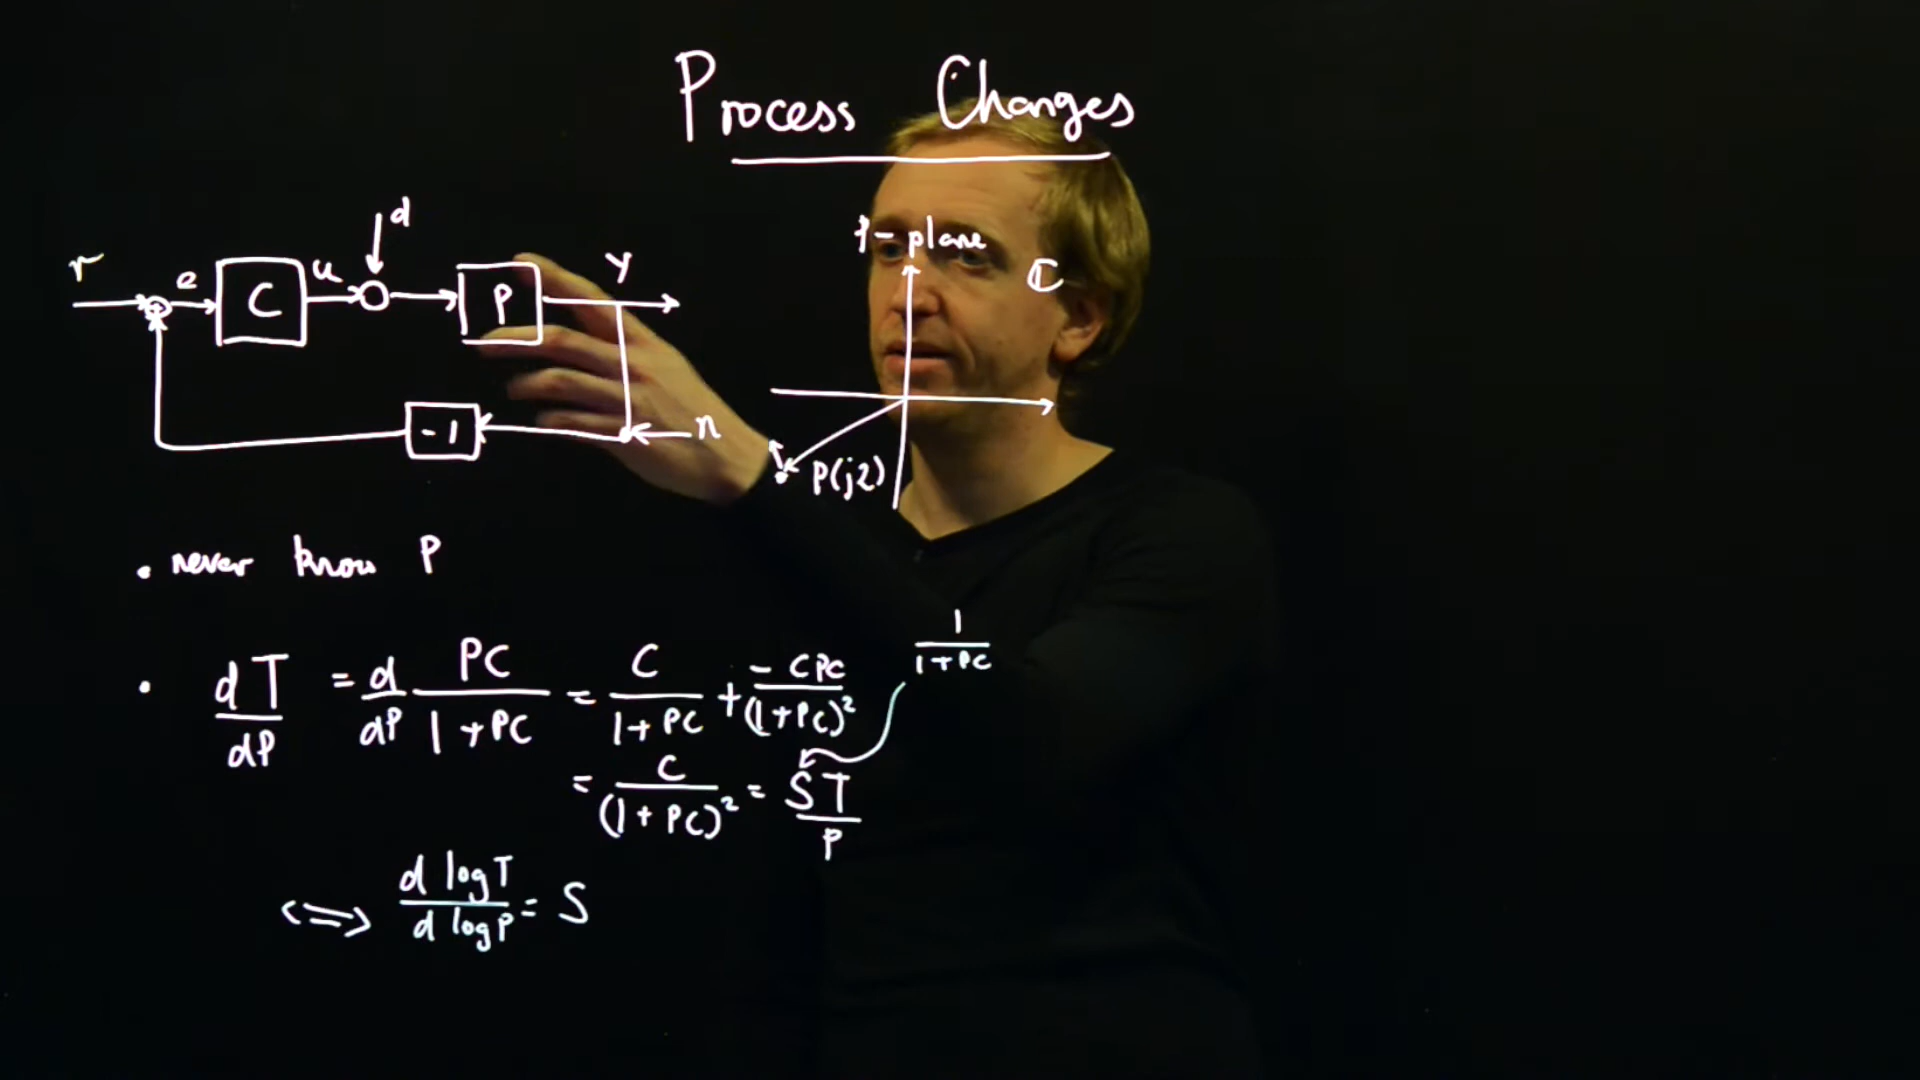 Process Changes
r e C u d P y
-1 n
P-plane
ℂ
P(j2)
• never know P
• dT/dP = d/dP PC/(1+PC) = C/(1+PC) + -CPC/(1+PC)²
1/(1+PC)
= C/(1+PC)² = ST/P
<=> d log T/d log P = S